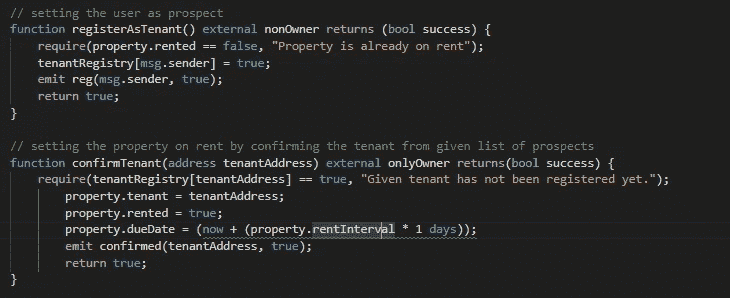 // setting the user as prospect
function registerAsTenant() external nonOwner returns (bool success) {
    require(property.rented == false, "Property is already on rent");
    tenantRegistry[msg.sender] = true;
    emit reg(msg.sender, true);
    return true;
}
// setting the property on rent by confirming the tenant from given list of prospects
function confirmTenant(address tenantAddress) external onlyOwner returns(bool success) {
    require(tenantRegistry[tenantAddress] == true, "Given tenant has not been registered yet.");
        property.tenant = tenantAddress;
        property.rented = true;
        property.dueDate = (now + (property.rentInterval * 1 days));
        emit confirmed(tenantAddress, true);
        return true;
}